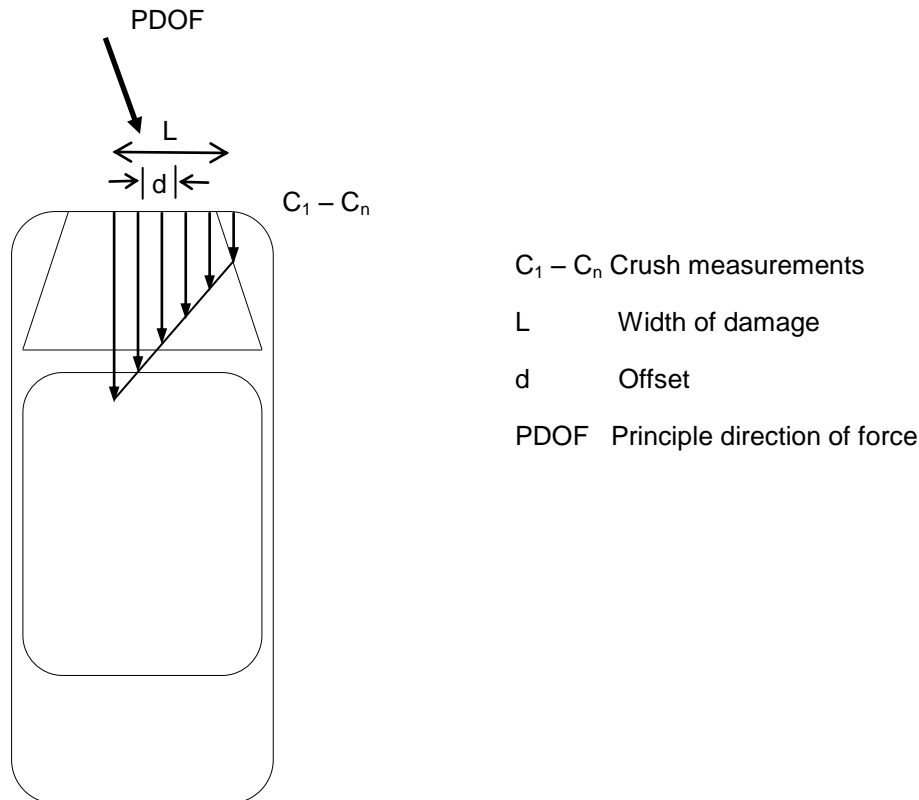 PDOF
L
d
C₁ – Cₙ
C₁ – Cₙ Crush measurements
L Width of damage
d Offset
PDOF Principle direction of force